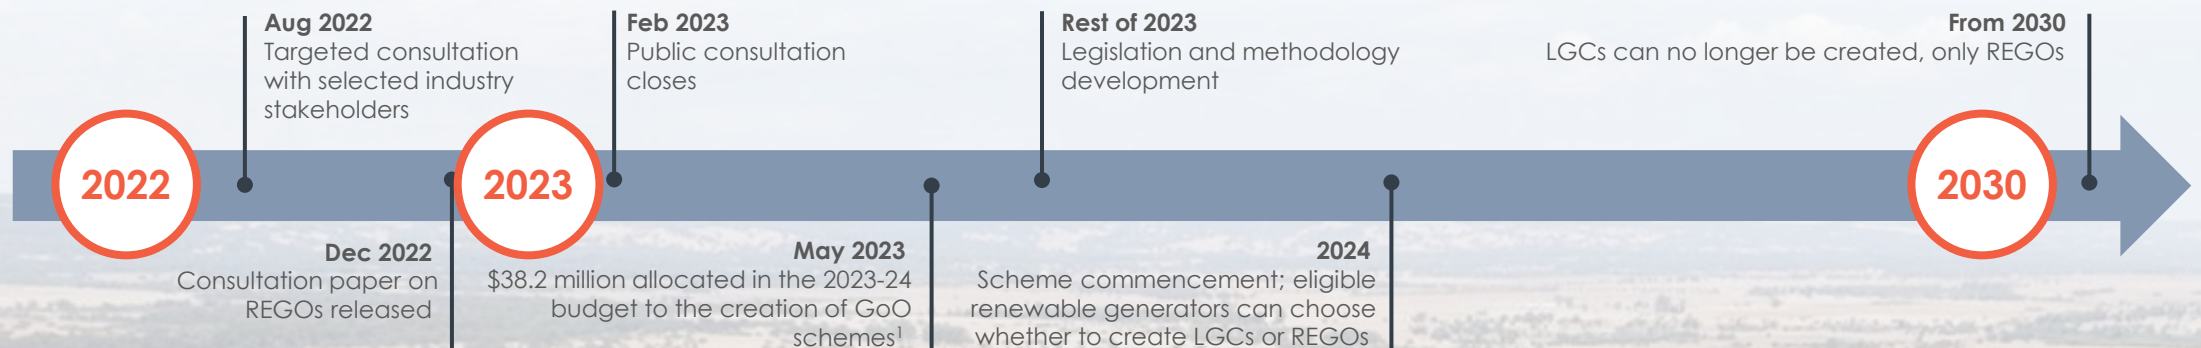 Aug 2022
Targeted consultation
with selected industry
stakeholders
Feb 2023
Public consultation
closes
Rest of 2023
Legislation and methodology
development
From 2030
LGCs can no longer be created, only REGOs
2022
2023
2030
Dec 2022
Consultation paper on
REGOs released
May 2023
$38.2 million allocated in the 2023-24
budget to the creation of GoO
schemes¹
2024
Scheme commencement; eligible
renewable generators can choose
whether to create LGCs or REGOs